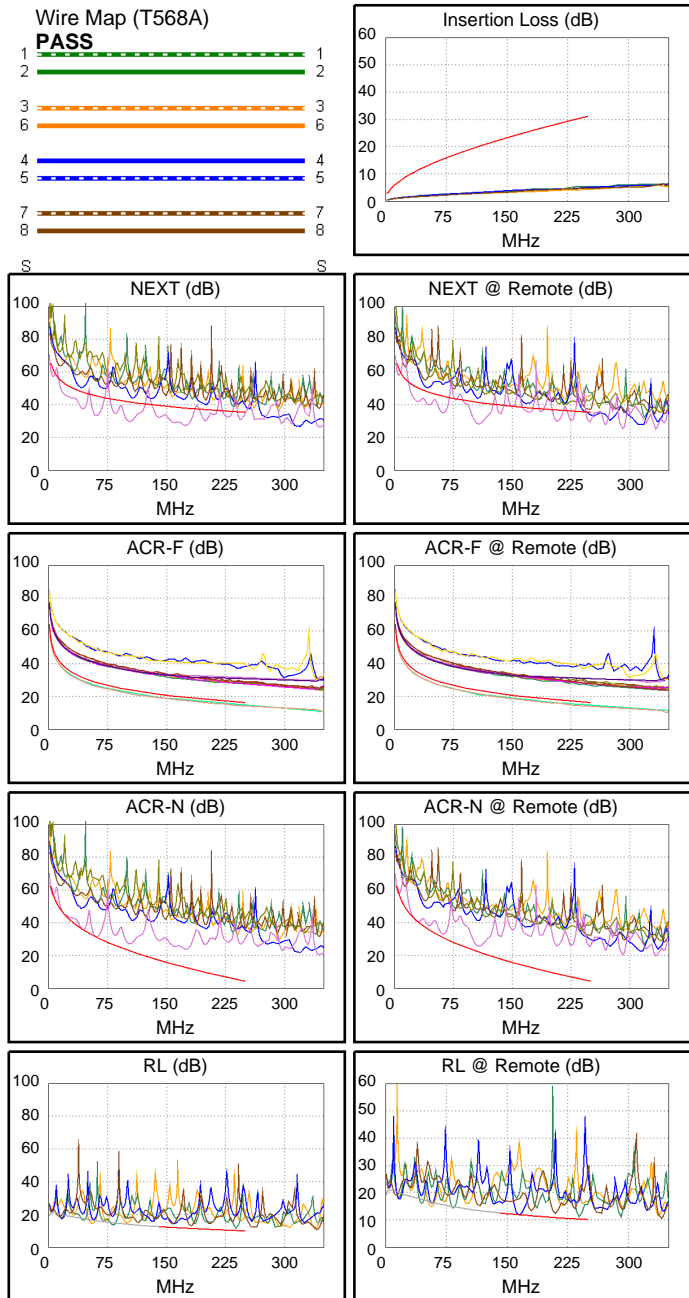 Wire Map (T568A)
PASS
1 1
2 2
3 3
6 6
4 4
5 5
7 7
8 8
S S
Insertion Loss (dB)
60
50
40
30
20
10
0
0 75 150 225 300
MHz
NEXT (dB)
100
80
60
40
20
0
0 75 150 225 300
MHz
NEXT @ Remote (dB)
100
80
60
40
20
0
0 75 150 225 300
MHz
ACR-F (dB)
100
80
60
40
20
0
0 75 150 225 300
MHz
ACR-F @ Remote (dB)
100
80
60
40
20
0
0 75 150 225 300
MHz
ACR-N (dB)
100
80
60
40
20
0
0 75 150 225 300
MHz
ACR-N @ Remote (dB)
100
80
60
40
20
0
0 75 150 225 300
MHz
RL (dB)
100
80
60
40
20
0
0 75 150 225 300
MHz
RL @ Remote (dB)
60
50
40
30
20
10
0
0 75 150 225 300
MHz